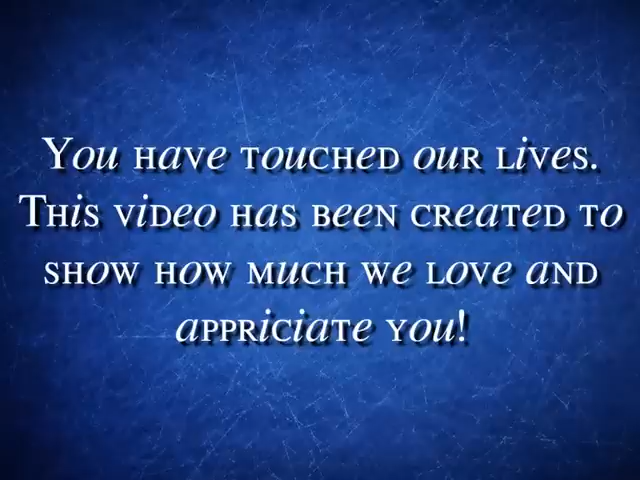 You have touched our lives.
This video has been created to
show how much we love and
appriciate you!